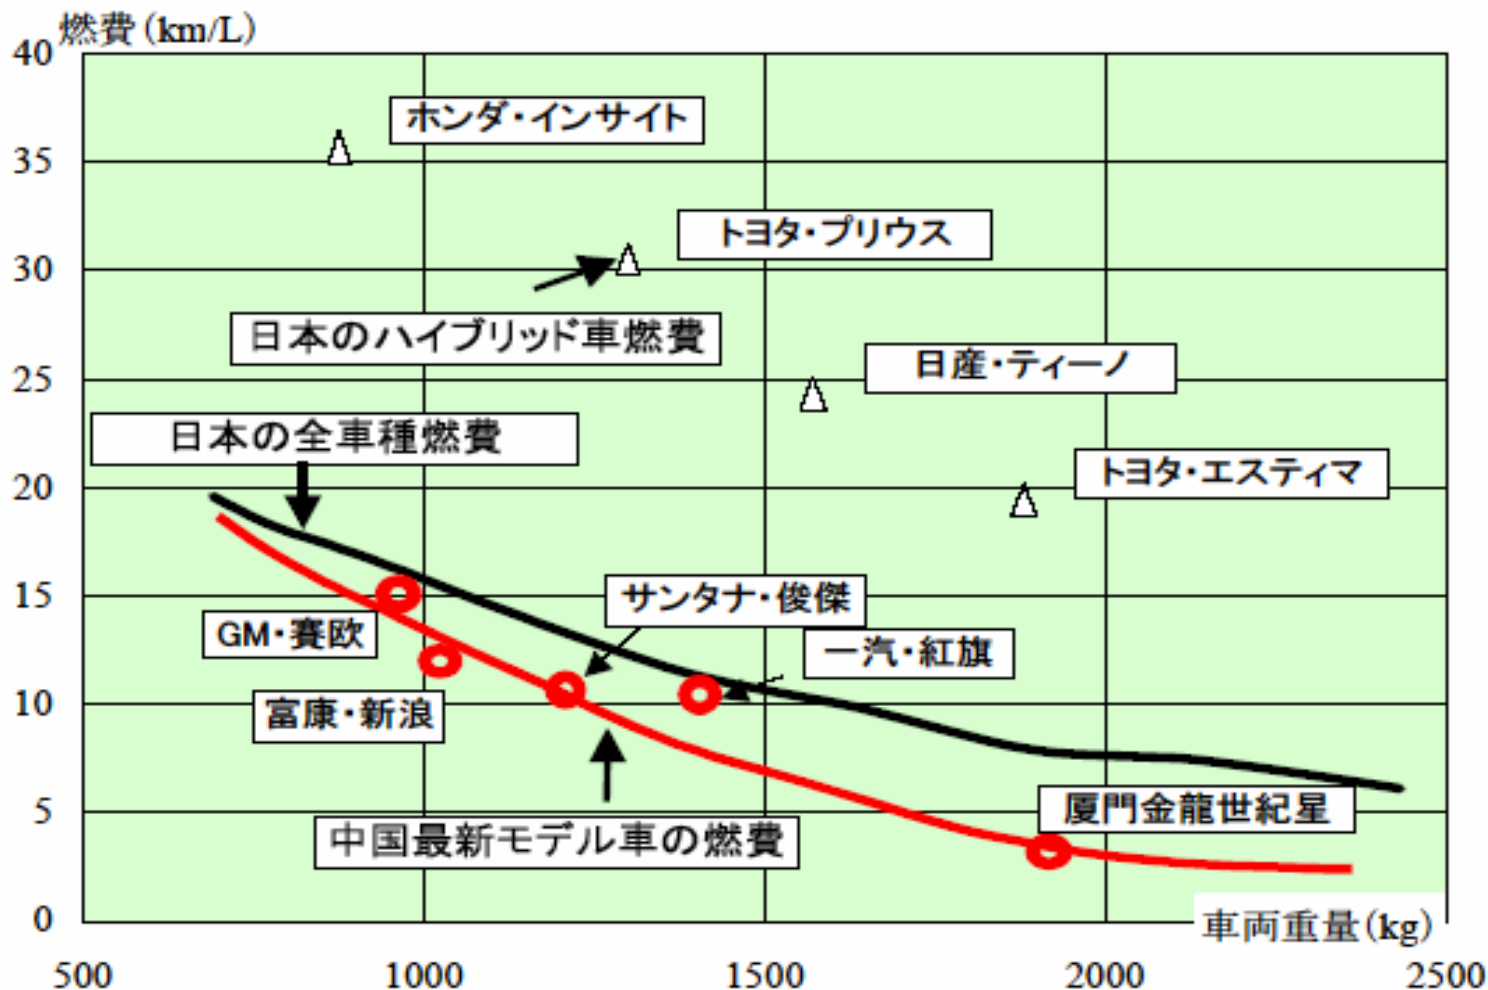 燃費(km/L)
40
35
30
25
20
15
10
5
0
ホンダ・インサイト
トヨタ・プリウス
日本のハイブリッド車燃費
日産・ティーノ
日本の全車種燃費
トヨタ・エスティマ
サンタナ・俊傑
GM・賽欧
一汽・紅旗
富康・新浪
厦門金龍世紀星
中国最新モデル車の燃費
車両重量(kg)
500 1000 1500 2000 2500